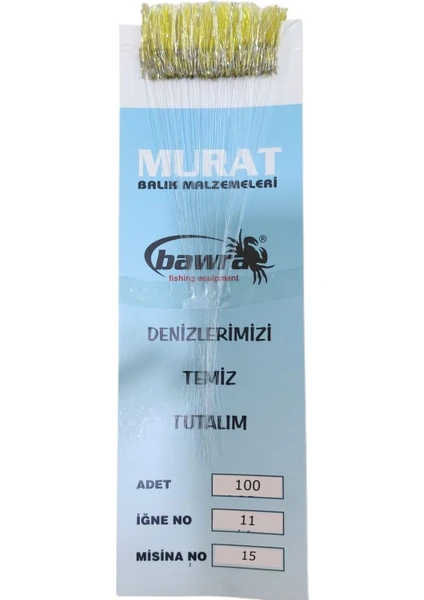 MURAT
BALIK MALZEMELERİ
bawra®
fishing equipment
DENİZLERİMİZİ
TEMİZ
TUTALIM
ADET 100
İĞNE NO 11
MİSİNA NO 15